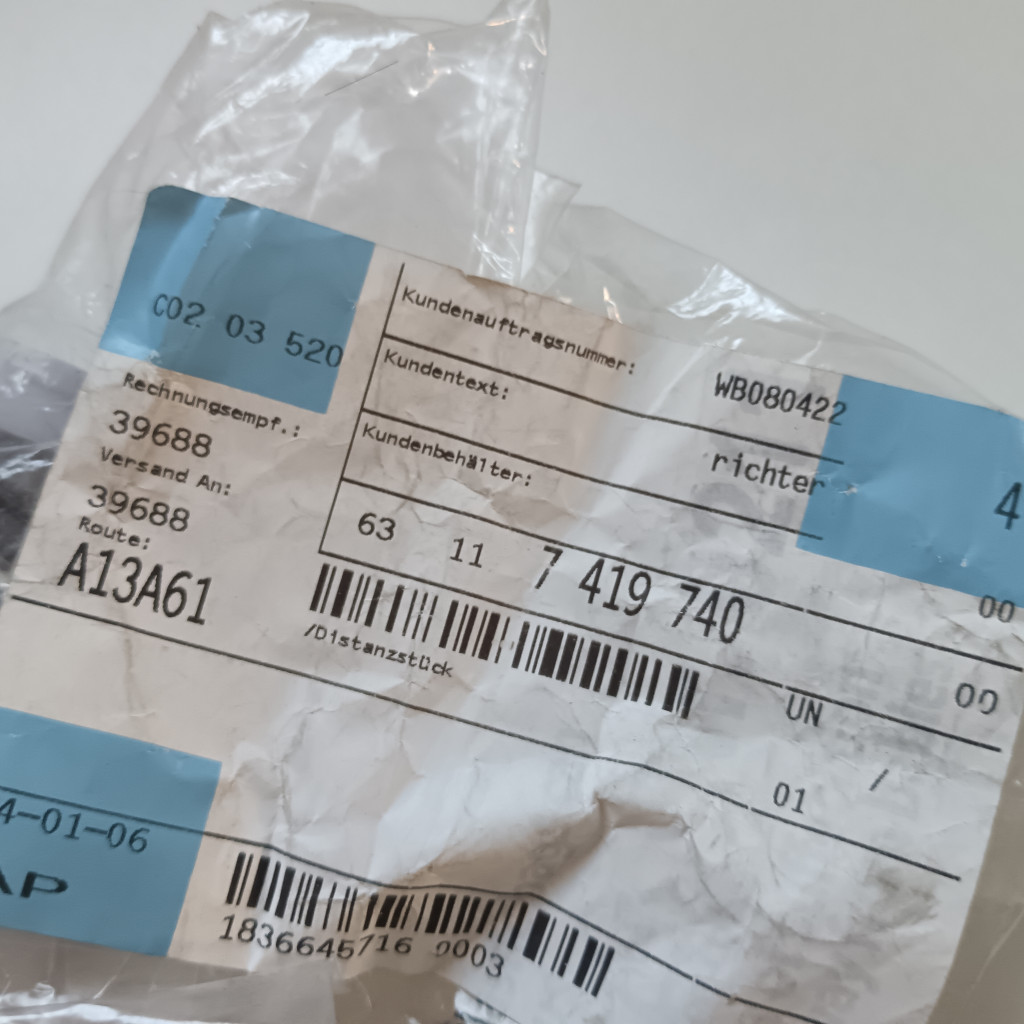 C02 03 520
Kundenauftragsnummer: WB080422
Kundentext: richter
4
Kundenbehälter:
Rechnungsempf.:
39688
Versand An:
39688
Route:
A13A61
63 11 7 419 740
00
/Distanzstück
UN
00
01 /
4-01-06
AP
1836645716 0003